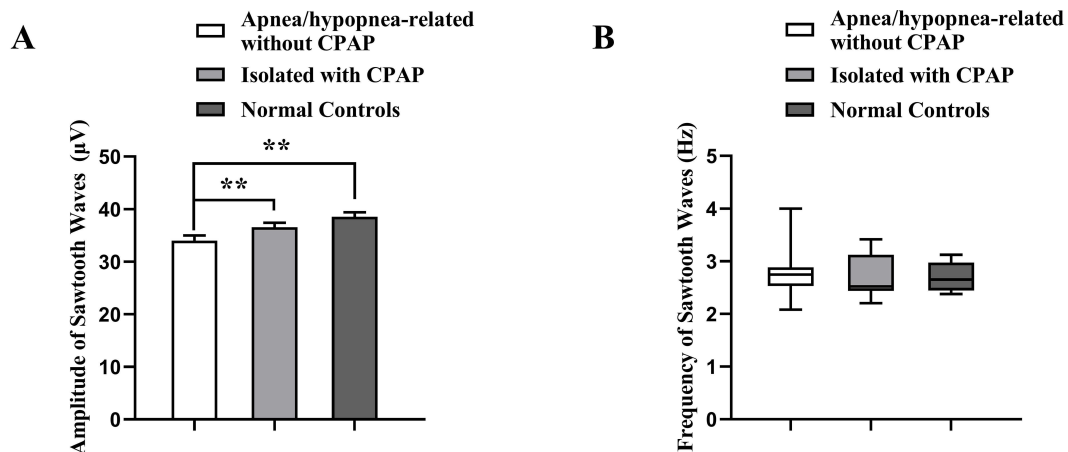 A
Apnea/hypopnea-related
without CPAP
Isolated with CPAP
Normal Controls
Amplitude of Sawtooth Waves (μV)
50
40
30
20
10
0
**
**
B
Apnea/hypopnea-related
without CPAP
Isolated with CPAP
Normal Controls
Frequency of Sawtooth Waves (Hz)
5
4
3
2
1
0